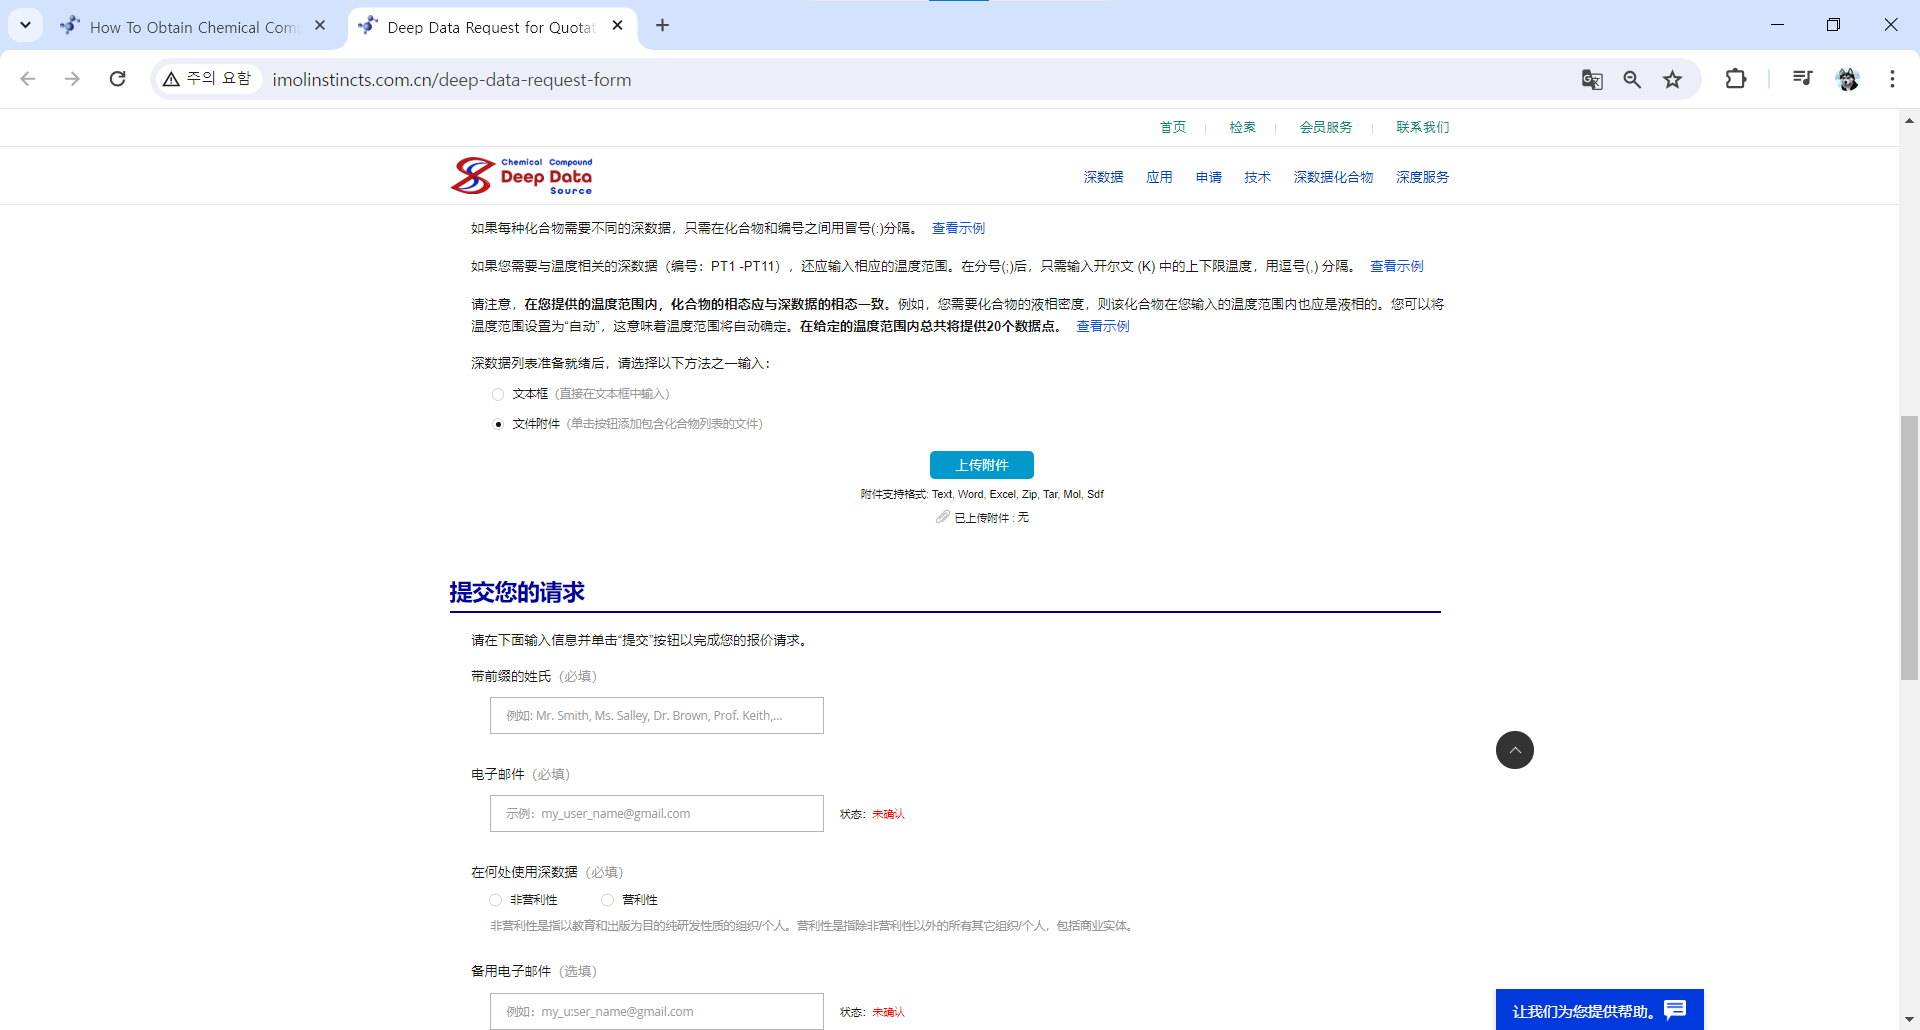 How To Obtain Chemical Com
Deep Data Request for Quotat
주의 요함
imolinstincts.com.cn/deep-data-request-form
首页
检索
会员服务
联系我们
Chemical Compound
Deep Data
Source
深数据
应用
申请
技术
深数据化合物
深度服务
如果每种化合物需要不同的深数据，只需在化合物和编号之间用冒号(:)分隔。 查看示例
如果您需要与温度相关的深数据（编号：PT1 -PT11），还应输入相应的温度范围。在分号(;)后，只需输入开尔文 (K) 中的上下限温度，用逗号(,) 分隔。 查看示例
请注意，在您提供的温度范围内，化合物的相态应与深数据的相态一致。例如，您需要化合物的液相密度，则该化合物在您输入的温度范围内也应是液相的。您可以将
温度范围设置为“自动”，这意味着温度范围将自动确定。在给定的温度范围内总共将提供20个数据点。 查看示例
深数据列表准备就绪后，请选择以下方法之一输入：
文本框（直接在文本框中输入）
文件附件（单击按钮添加包含化合物列表的文件）
上传附件
附件支持格式: Text, Word, Excel, Zip, Tar, Mol, Sdf
已上传附件 : 无
提交您的请求
请在下面输入信息并单击“提交”按钮以完成您的报价请求。
带前缀的姓氏（必填）
例如: Mr. Smith, Ms. Salley, Dr. Brown, Prof. Keith,...
电子邮件（必填）
示例：my_user_name@gmail.com
状态：未确认
在何处使用深数据（必填）
非营利性
营利性
非营利性是指以教育和出版为目的纯研发性质的组织/个人。营利性是指除非营利性以外的所有其它组织/个人，包括商业实体。
备用电子邮件（选填）
例如：my_u:ser_name@gmail.com
状态：未确认
让我们为您提供帮助。